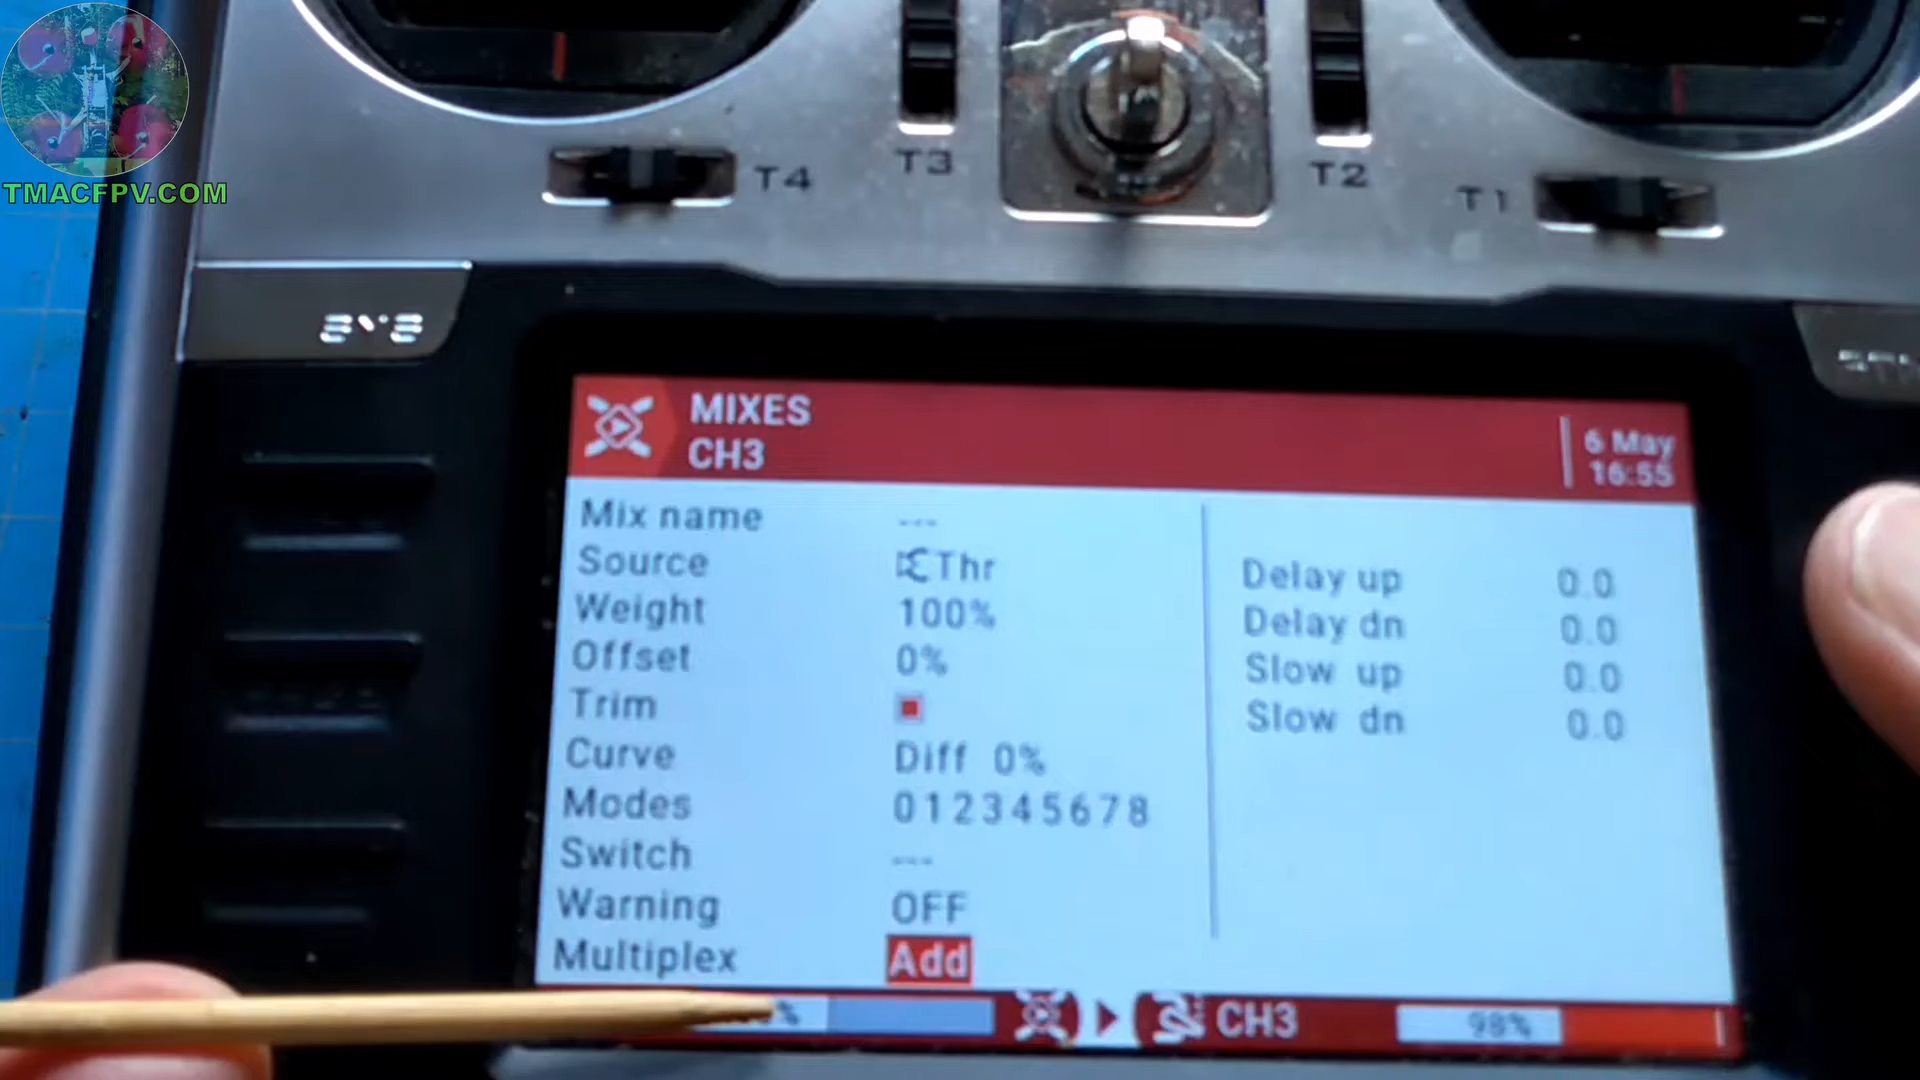 TMACFPV.COM
T4
T3
T2
T1
SYS
MIXES
CH3
6 May
16:55
Mix name ---
Source Thr
Weight 100%
Offset 0%
Trim
Curve Diff 0%
Modes 012345678
Switch ---
Warning OFF
Multiplex Add
Delay up 0.0
Delay dn 0.0
Slow up 0.0
Slow dn 0.0
CH3 98%